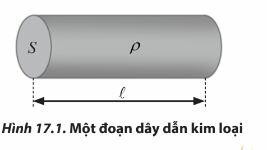 S ρ
ℓ
Hình 17.1. Một đoạn dây dẫn kim loại